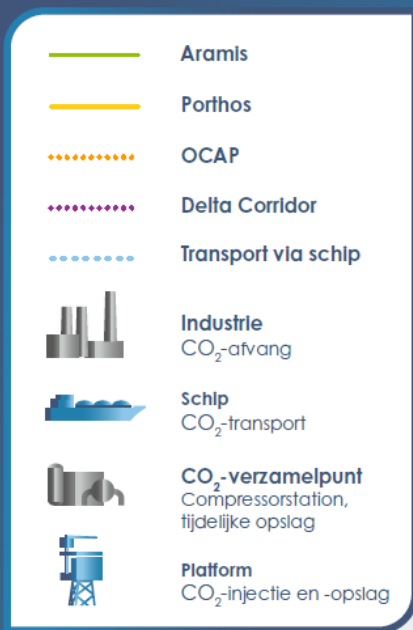 Aramis
Porthos
OCAP
Delta Corridor
Transport via schip
Industrie
CO₂-afvang
Schip
CO₂-transport
CO₂-verzamelpunt
Compressorstation,
tijdelijke opslag
Platform
CO₂-injectie en -opslag